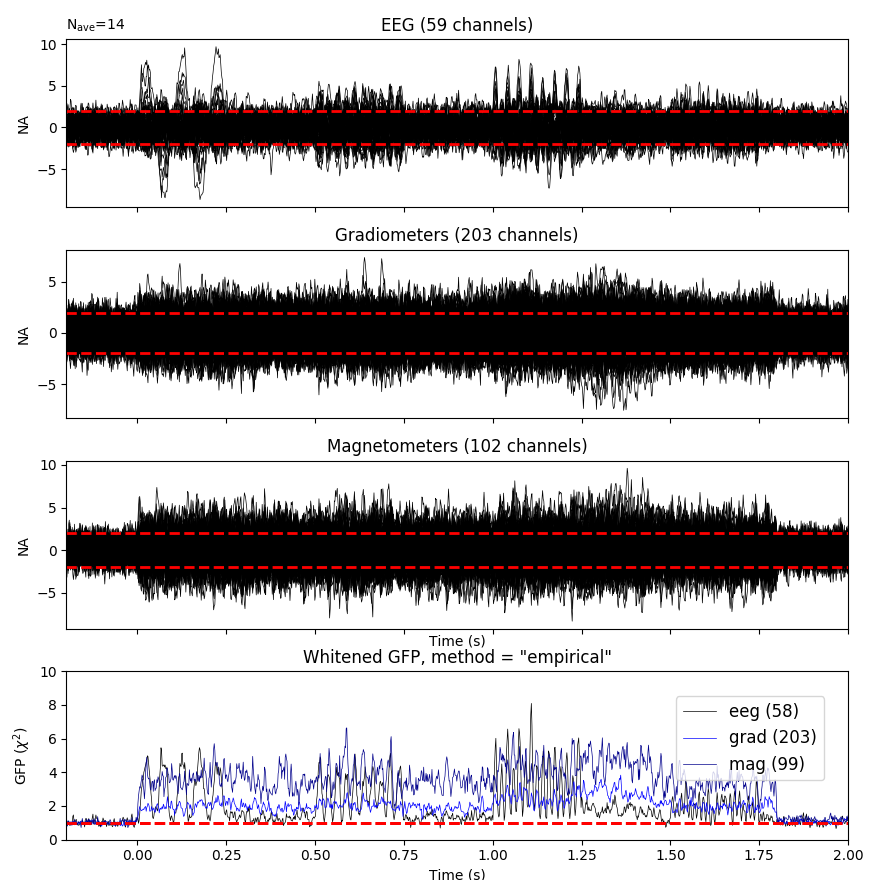 N_ave=14
EEG (59 channels)
10
5
0
−5
NA
Gradiometers (203 channels)
5
0
−5
NA
Magnetometers (102 channels)
10
5
0
−5
NA
Time (s)
Whitened GFP, method = "empirical"
10
8
6
4
2
0
GFP (χ²)
eeg (58)
grad (203)
mag (99)
0.00 0.25 0.50 0.75 1.00 1.25 1.50 1.75 2.00
Time (s)